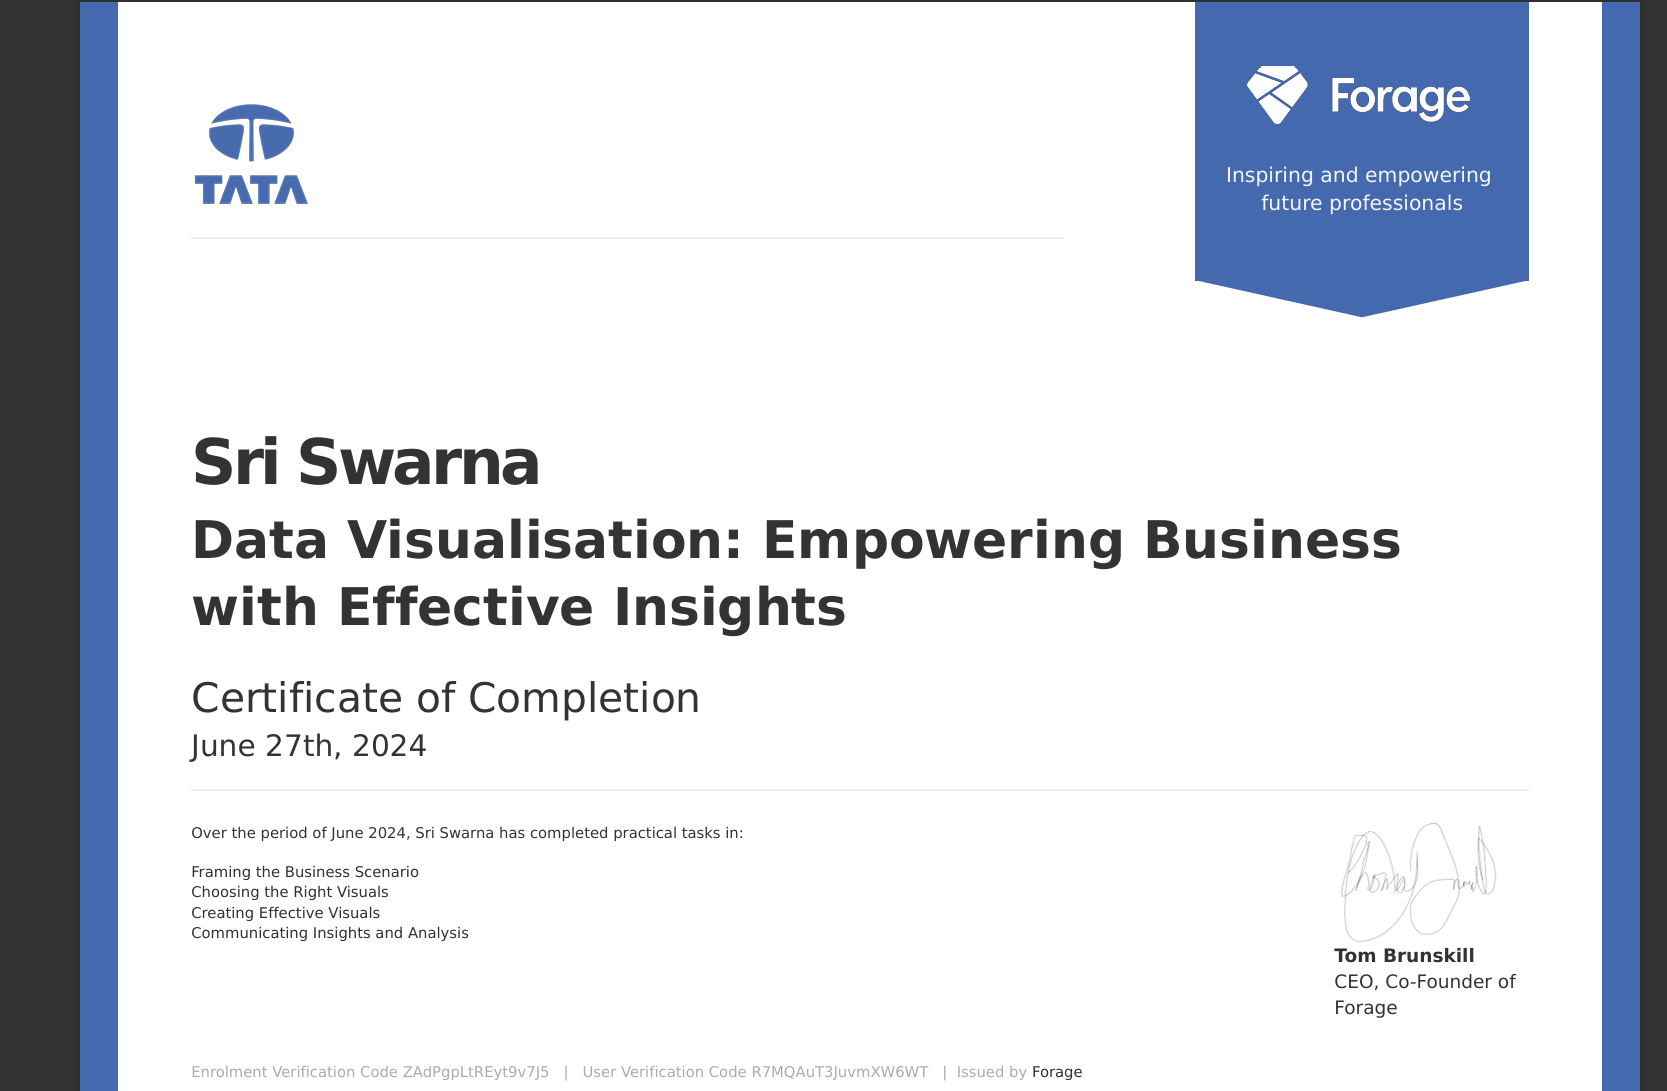 TATA
Forage
Inspiring and empowering
future professionals
Sri Swarna
Data Visualisation: Empowering Business
with Effective Insights
Certificate of Completion
June 27th, 2024
Over the period of June 2024, Sri Swarna has completed practical tasks in:
Framing the Business Scenario
Choosing the Right Visuals
Creating Effective Visuals
Communicating Insights and Analysis
Tom Brunskill
CEO, Co-Founder of
Forage
Enrolment Verification Code ZAdPgpLtREyt9v7J5 | User Verification Code R7MQAuT3JuvmXW6WT | Issued by Forage